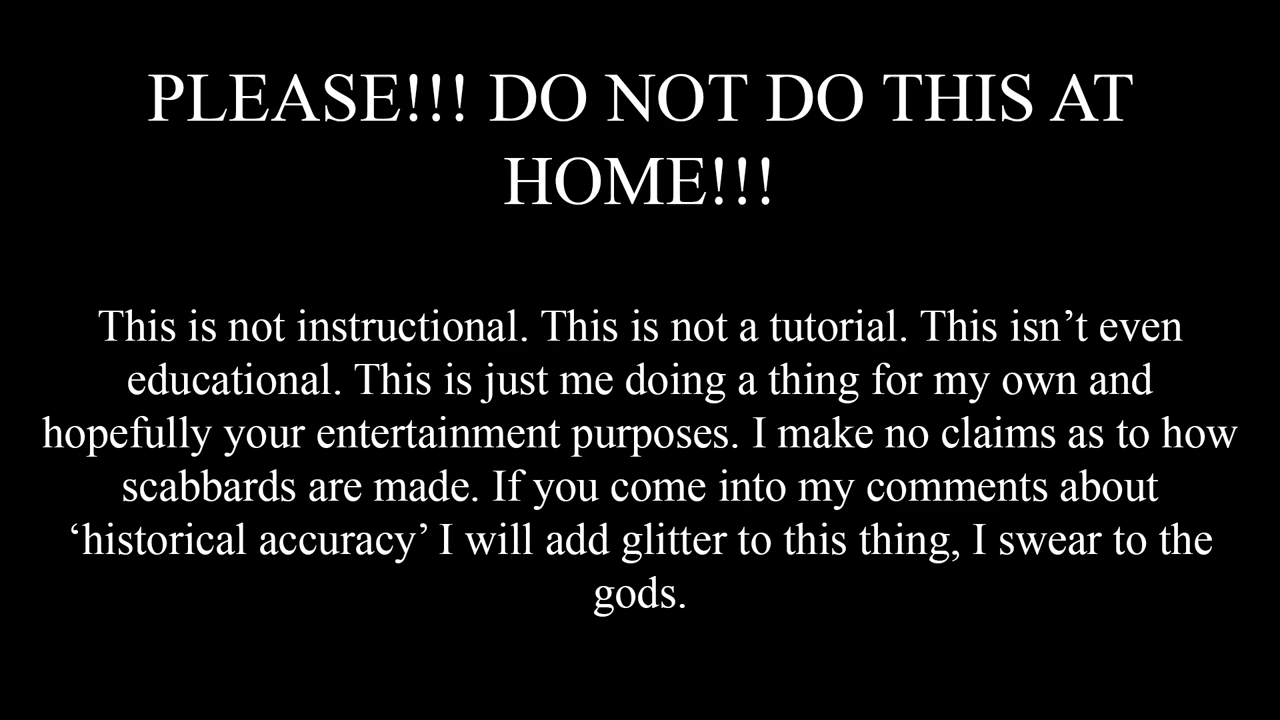 PLEASE!!! DO NOT DO THIS AT
HOME!!!
This is not instructional. This is not a tutorial. This isn’t even
educational. This is just me doing a thing for my own and
hopefully your entertainment purposes. I make no claims as to how
scabbards are made. If you come into my comments about
‘historical accuracy’ I will add glitter to this thing, I swear to the
gods.